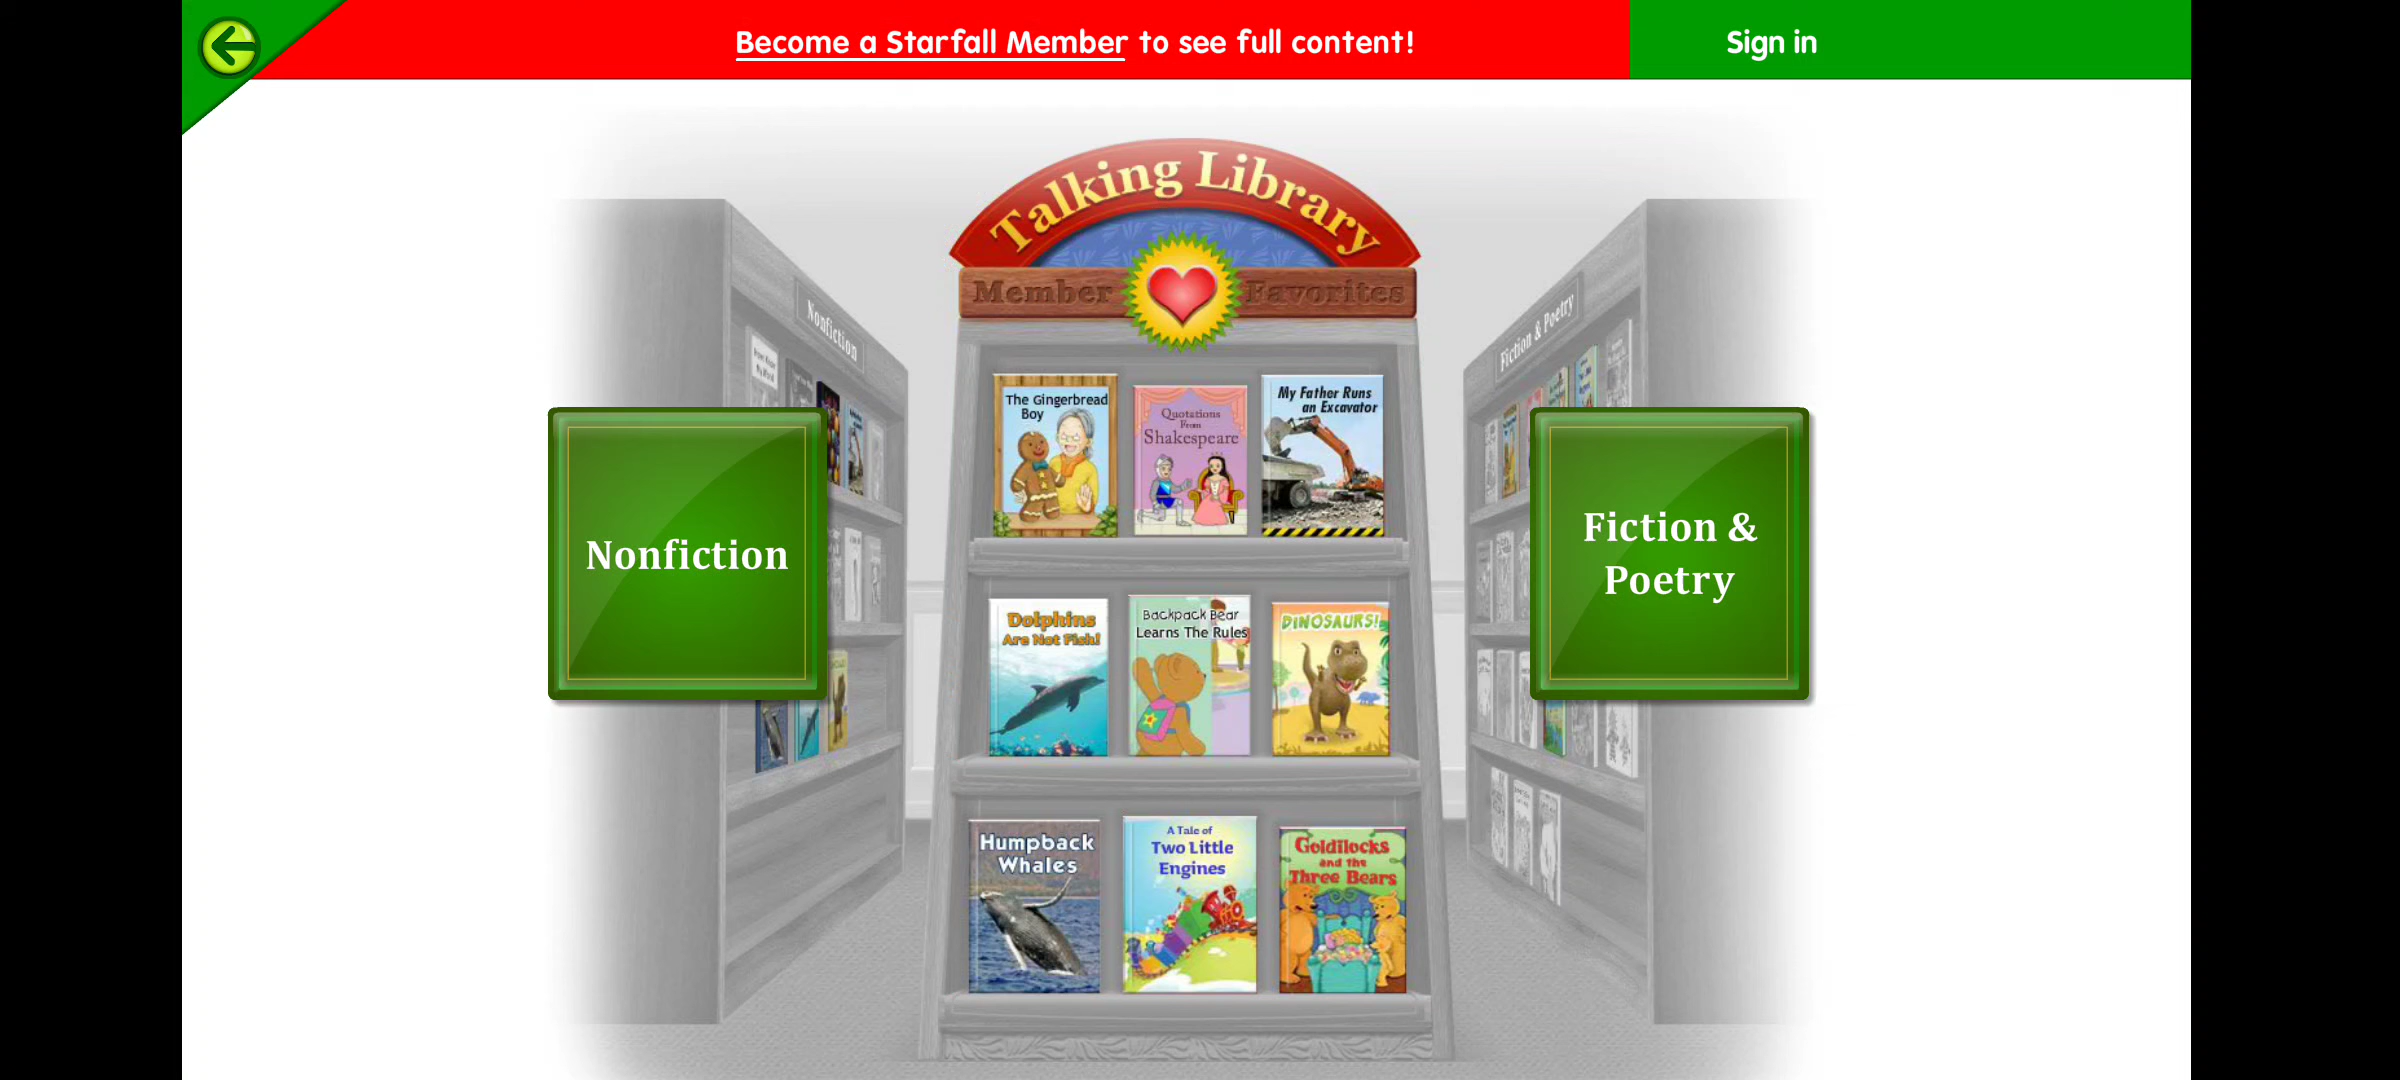 Become a Starfall Member to see full content!
Sign in
Talking Library
Member Favorites
Nonfiction
Fiction & Poetry
The Gingerbread
Boy
Quotations
From
Shakespeare
My Father Runs
an Excavator
Nonfiction
Fiction &
Poetry
Dolphins
Are Not Fish!
Backpack Bear
Learns The Rules
DINOSAURS!
Humpback
Whales
A Tale of
Two Little
Engines
Goldilocks
and the
Three Bears